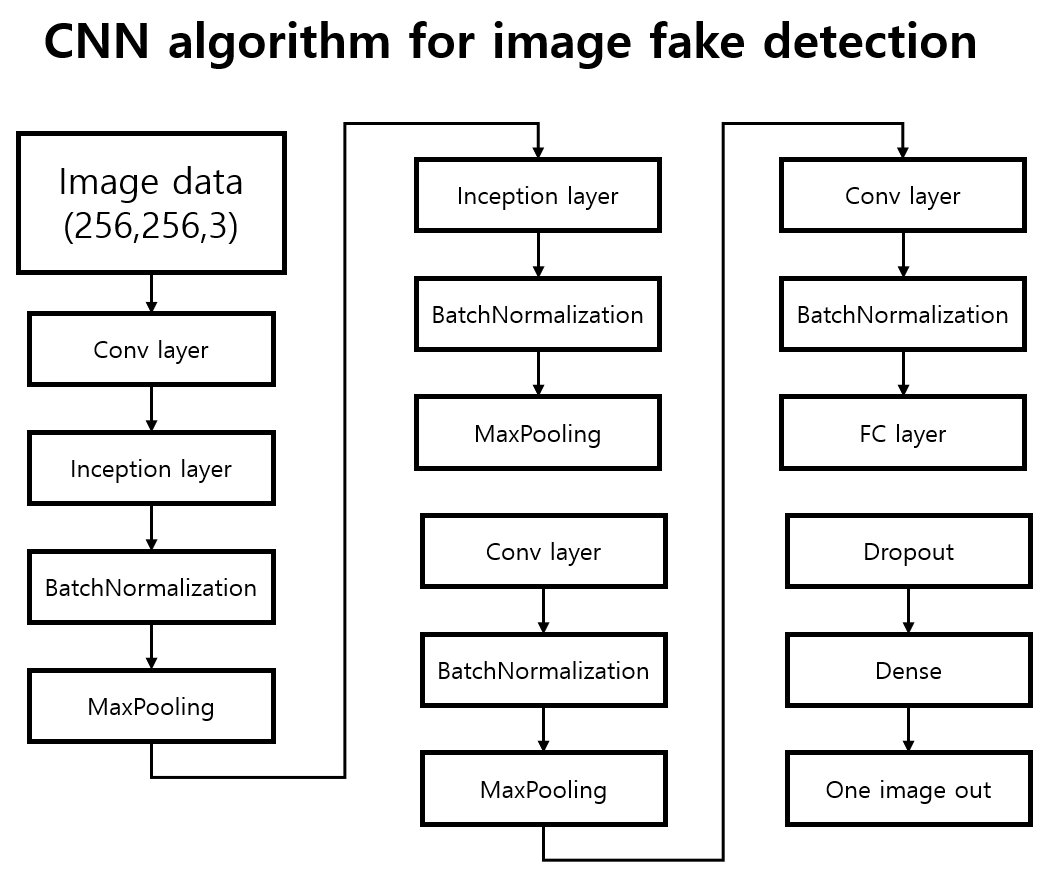 CNN algorithm for image fake detection
Image data
(256,256,3)
Conv layer
Inception layer
BatchNormalization
MaxPooling
Inception layer
BatchNormalization
MaxPooling
Conv layer
BatchNormalization
MaxPooling
Conv layer
BatchNormalization
FC layer
Dropout
Dense
One image out